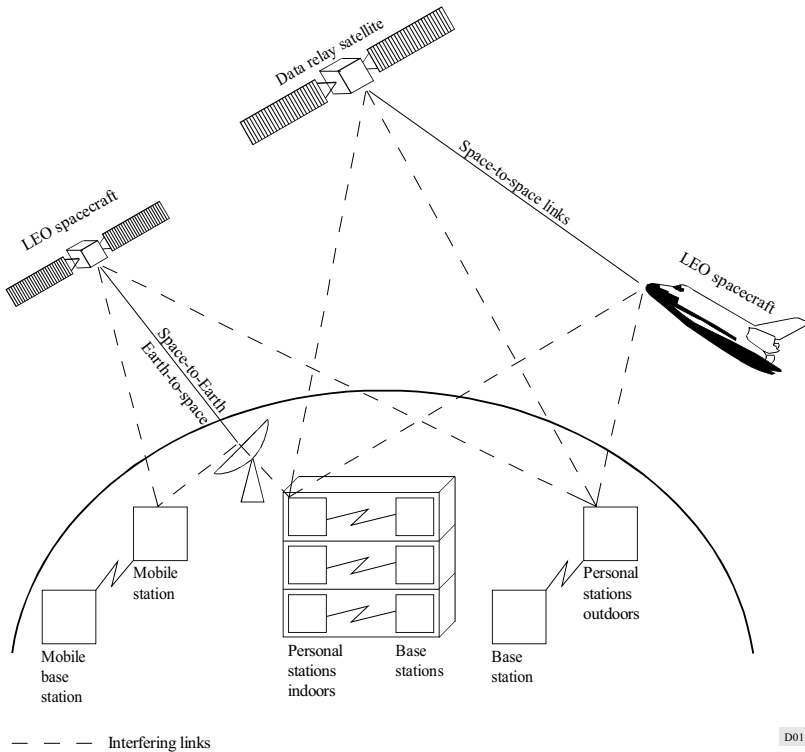 Data relay satellite
LEO spacecraft
Space-to-space links
LEO spacecraft
Space-to-Earth
Earth-to-space
Mobile
station
Personal
stations
outdoors
Mobile
base
station
Personal
stations
indoors
Base
stations
Base
station
Interfering links
D01